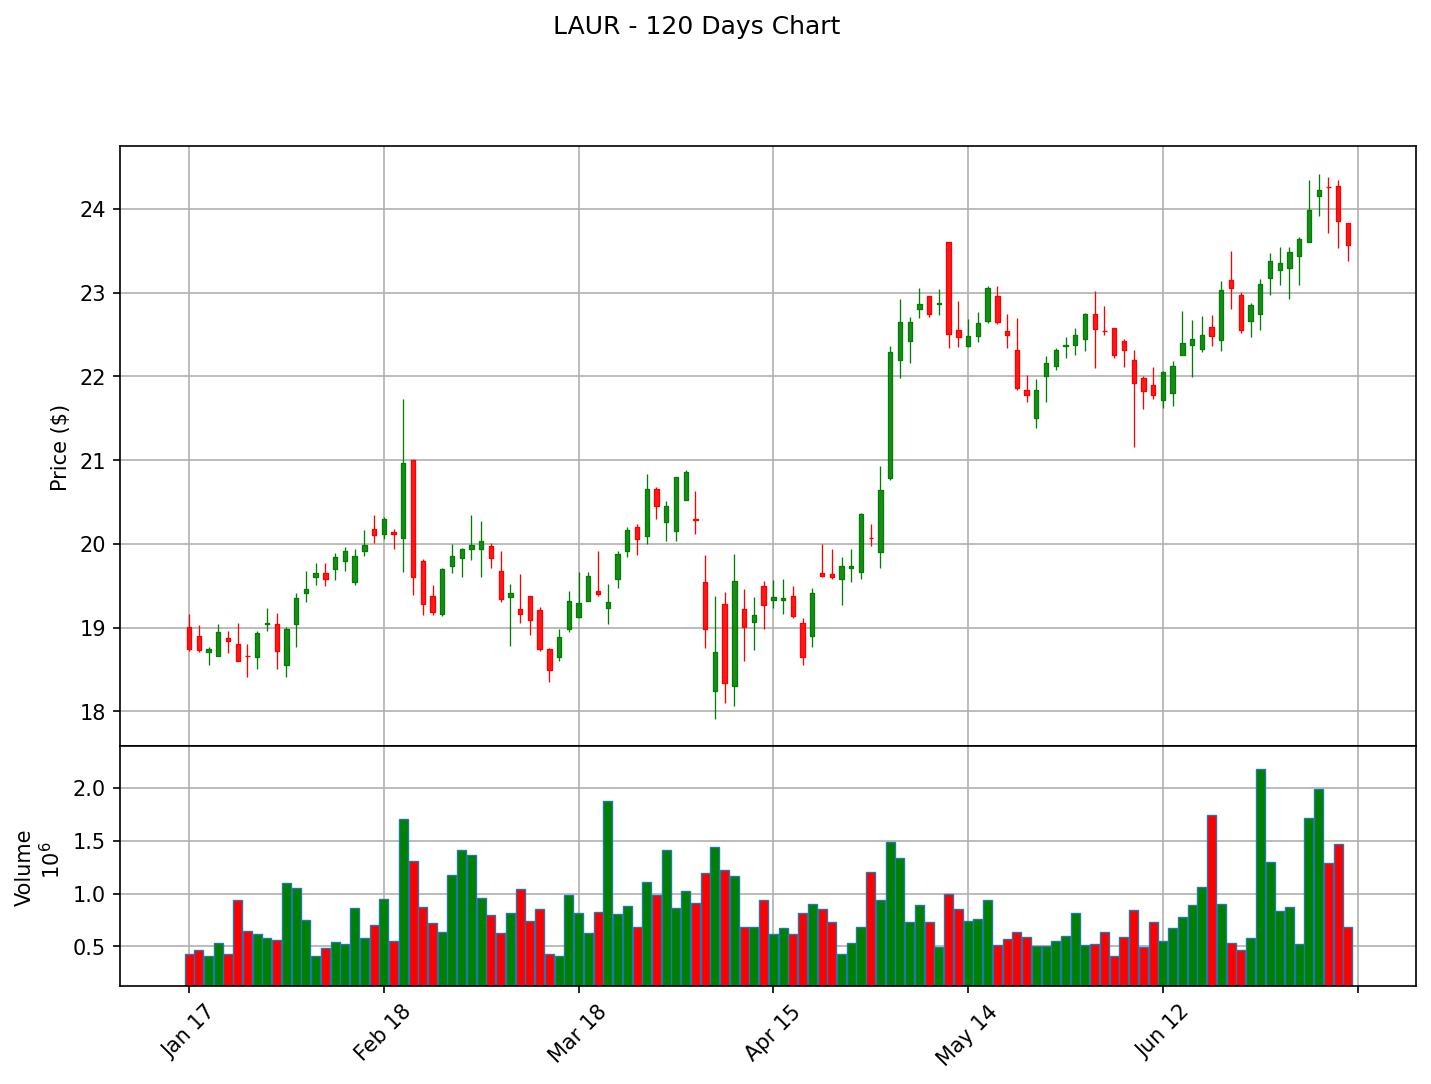 LAUR - 120 Days Chart
Price ($)
24
23
22
21
20
19
18
Volume
10^6
2.0
1.5
1.0
0.5
Jan 17
Feb 18
Mar 18
Apr 15
May 14
Jun 12